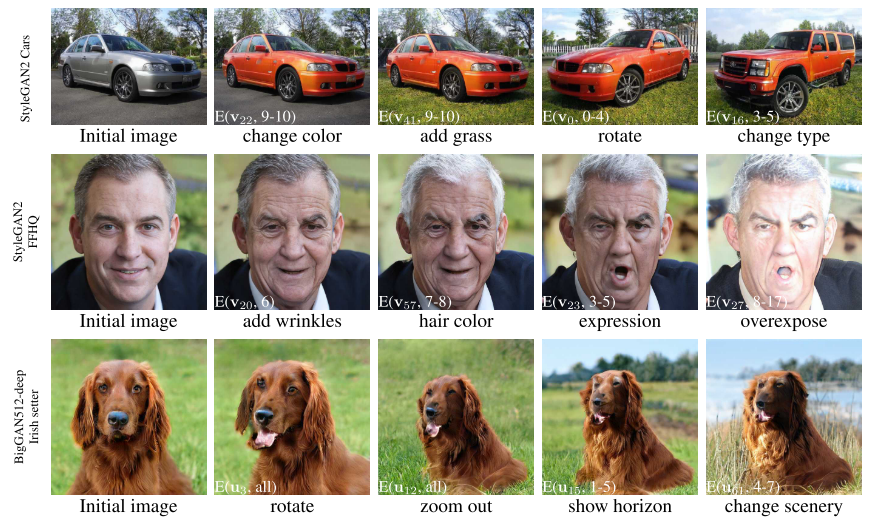 StyleGAN2 Cars
E(v₂₂, 9-10)
E(v₄₁, 9-10)
E(v₀, 0-4)
E(v₁₆, 3-5)
Initial image
change color
add grass
rotate
change type
StyleGAN2
FFHQ
E(v₂₀, 6)
E(v₅₇, 7-8)
E(v₂₃, 3-5)
E(v₂₇, 8-17)
Initial image
add wrinkles
hair color
expression
overexpose
BigGAN512-deep
Irish setter
E(u₃, all)
E(u₁₂, all)
E(u₁₅, 1-5)
E(u₆₁, 4-7)
Initial image
rotate
zoom out
show horizon
change scenery